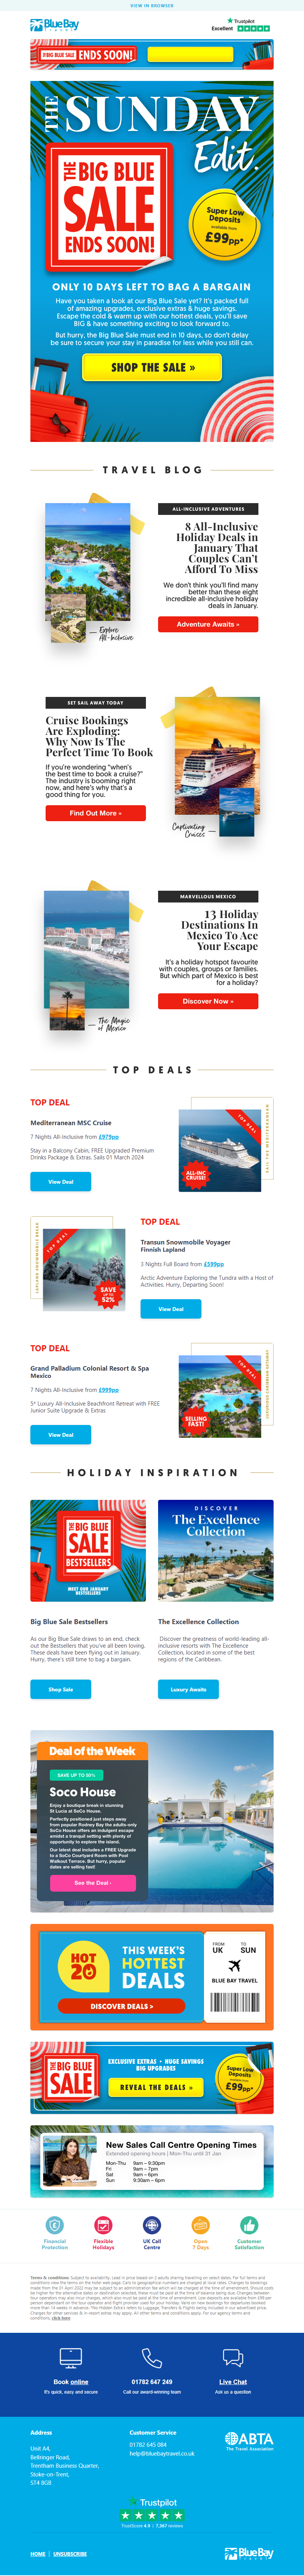 VIEW IN BROWSER
BlueBay
TRAVEL
Trustpilot
Excellent
THE BIG BLUE SALE ENDS SOON!
THE SUNDAY
Edit.
THE BIG BLUE
SALE
ENDS SOON!
Super Low
Deposits
available from
£99pp*
ONLY 10 DAYS LEFT TO BAG A BARGAIN
Have you taken a look at our Big Blue Sale yet? It's packed full
of amazing upgrades, exclusive extras & huge savings.
Escape the cold & warm up with our hottest deals, you'll save
BIG & have something exciting to look forward to.
But hurry, the Big Blue Sale must end in 10 days, so don't delay
be sure to secure your stay in paradise for less while you still can.
SHOP THE SALE »
TRAVEL BLOG
ALL-INCLUSIVE ADVENTURES
8 All-Inclusive
Holiday Deals in
January That
Couples Can't
Afford To Miss
We don't think you'll find many
better than these eight
incredible all-inclusive holiday
deals in January.
Adventure Awaits »
Explore
All-Inclusive
SET SAIL AWAY TODAY
Cruise Bookings
Are Exploding:
Why Now Is The
Perfect Time To Book
If you're wondering "when's
the best time to book a cruise?"
The industry is booming right
now, and here's why that's a
good thing for you.
Find Out More »
Captivating
Cruises
MARVELLOUS MEXICO
13 Holiday
Destinations In
Mexico To Ace
Your Escape
It's a holiday hotspot favourite
with couples, groups or families.
But which part of Mexico is best
for a holiday?
Discover Now »
The Magic
of Mexico
TOP DEALS
TOP DEAL
Mediterranean MSC Cruise
7 Nights All-Inclusive from £979pp
Stay in a Balcony Cabin, FREE Upgraded Premium
Drinks Package & Extras. Sails 01 March 2024
View Deal
TOP DEAL
ALL-INC
CRUISE!
SAIL THE MEDITERRANEAN
TOP DEAL
Transun Snowmobile Voyager
Finnish Lapland
3 Nights Full Board from £599pp
Arctic Adventure Exploring the Tundra with a Host of
Activities. Hurry, Departing Soon!
View Deal
LAPLAND SNOWMOBILE BREAK
TOP DEAL
SAVE
UP TO
52%
TOP DEAL
Grand Palladium Colonial Resort & Spa
Mexico
7 Nights All-Inclusive from £999pp
5* Luxury All-Inclusive Beachfront Retreat with FREE
Junior Suite Upgrade & Extras
View Deal
TOP DEAL
SELLING
FAST!
LUXURIOUS CARIBBEAN GETAWAY
HOLIDAY INSPIRATION
THE BIG BLUE
SALE
BESTSELLERS
MEET OUR JANUARY
BESTSELLERS
Big Blue Sale Bestsellers
As our Big Blue Sale draws to an end, check
out the Bestsellers that you've all been loving.
These deals have been flying out in January.
Hurry, there's still time to bag a bargain.
Shop Sale
DISCOVER
The Excellence
Collection
The Excellence Collection
Discover the greatness of world-leading all-
inclusive resorts with The Excellence
Collection, located in some of the best
regions of the Caribbean.
Luxury Awaits
Deal of the Week
SAVE UP TO 50%
Soco House
Enjoy a boutique break in stunning
St Lucia at SoCo House.
Perfectly positioned just steps away
from popular Rodney Bay the adults-only
SoCo House offers an indulgent escape
amidst a tranquil setting with plenty of
opportunity to explore the island.
Our latest deal includes a FREE Upgrade
to a SoCo Courtyard Room with Pool
Walkout Terrace. But hurry, popular
dates are selling fast!
See the Deal ›
HOT
20
THIS WEEK'S
HOTTEST
DEALS
DISCOVER DEALS >
FROM TO
UK SUN
BLUE BAY TRAVEL
THE BIG BLUE
SALE
EXCLUSIVE EXTRAS • HUGE SAVINGS
BIG UPGRADES
REVEAL THE DEALS »
Super Low
Deposits
available from
£99pp*
New Sales Call Centre Opening Times
Extended opening hours | Mon-Thu until 31 Jan
Mon-Thu 9am – 9:30pm
Fri 9am – 7pm
Sat 9am – 6pm
Sun 9:30am – 6pm
Financial
Protection
Flexible
Holidays
UK Call
Centre
Open
7 Days
Customer
Satisfaction
Book online
It's quick, easy and secure
01782 647 249
Call our award-winning team
Live Chat
Ask us a question
Address
Unit A4,
Bellringer Road,
Trentham Business Quarter,
Stoke-on-Trent,
ST4 8GB
Customer Service
01782 645 084
help@bluebaytravel.co.uk
ABTA
The Travel Association
Trustpilot
TrustScore 4.9 | 7,367 reviews
HOME | UNSUBSCRIBE
BlueBay
TRAVEL